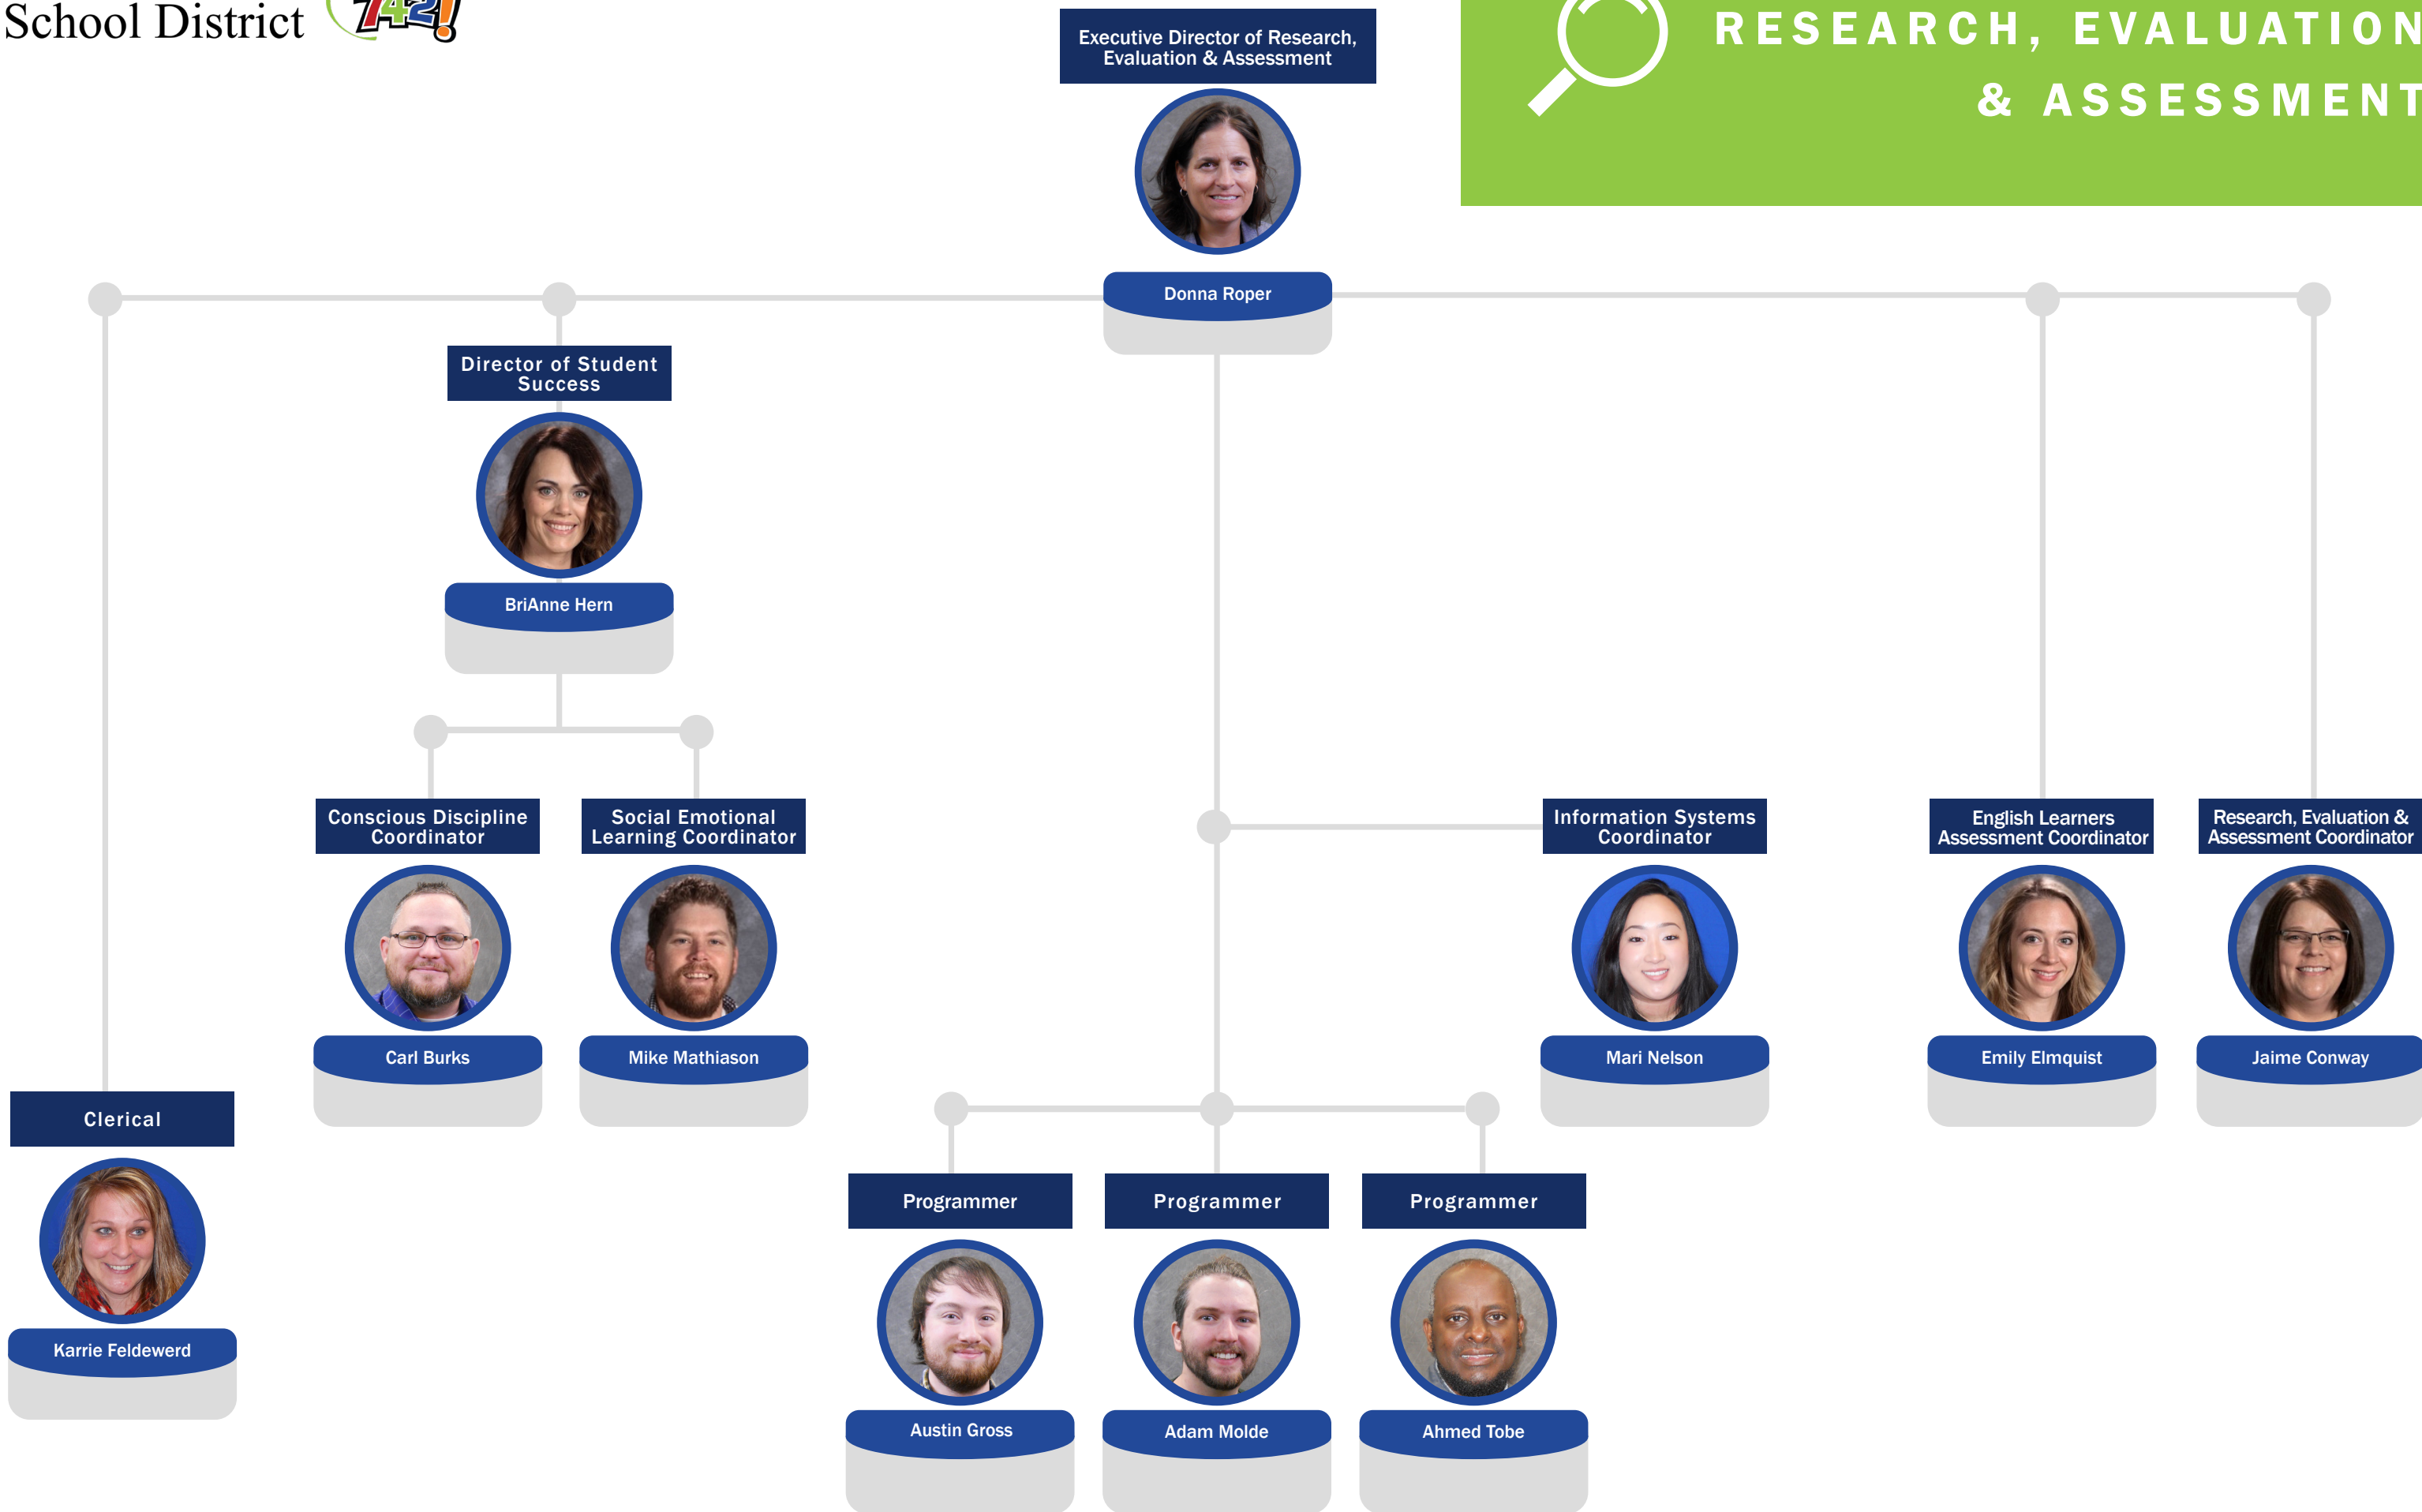 School District
742!
RESEARCH, EVALUATION
& ASSESSMENT
Executive Director of Research,
Evaluation & Assessment
Donna Roper
Director of Student
Success
BriAnne Hern
Conscious Discipline
Coordinator
Carl Burks
Social Emotional
Learning Coordinator
Mike Mathiason
Information Systems
Coordinator
Mari Nelson
English Learners
Assessment Coordinator
Emily Elmquist
Research, Evaluation &
Assessment Coordinator
Jaime Conway
Clerical
Karrie Feldewerd
Programmer
Austin Gross
Programmer
Adam Molde
Programmer
Ahmed Tobe